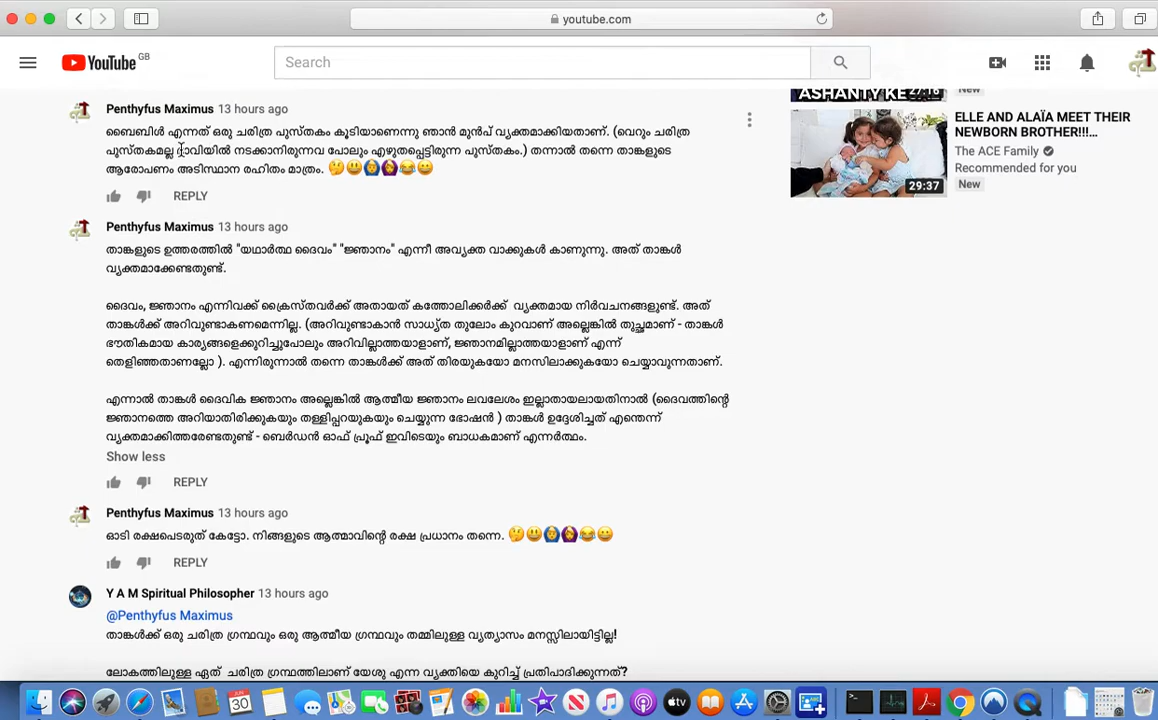 youtube.com
YouTube GB
Search
Penthyfus Maximus 13 hours ago
ബൈബിൾ എന്നത് ഒരു ചരിത്ര പുസ്തകം കൂടിയാണെന്നു ഞാൻ മുൻപ് വ്യക്തമാക്കിയതാണ്. (വെറും ചരിത്ര
പുസ്തകമല്ല ഭാവിയിൽ നടക്കാനിരുന്നവ പോലും എഴുതപ്പെട്ടിരുന്ന പുസ്തകം.) തന്നാൽ തന്നെ താങ്കളുടെ
ആരോപണം അടിസ്ഥാന രഹിതം മാത്രം. 🤔😃🙆‍♂️🙋‍♀️😂😀
REPLY
Penthyfus Maximus 13 hours ago
താങ്കളുടെ ഉത്തരത്തിൽ "യഥാർത്ഥ ദൈവം" "ജ്ഞാനം" എന്നീ അവ്യക്ത വാക്കുകൾ കാണുന്നു. അത് താങ്കൾ
വ്യക്തമാക്കേണ്ടതുണ്ട്.
ദൈവം, ജ്ഞാനം എന്നിവക്ക് ക്രൈസ്തവർക്ക് അതായത് കത്തോലിക്കർക്ക് വ്യക്തമായ നിർവചനങ്ങളുണ്ട്. അത്
താങ്കൾക്ക് അറിവുണ്ടാകണമെന്നില്ല. (അറിവുണ്ടാകാൻ സാധ്യത തുലോം കുറവാണ് അല്ലെങ്കിൽ തുച്ഛമാണ് - താങ്കൾ
ഭൗതികമായ കാര്യങ്ങളെക്കുറിച്ചുപോലും അറിവില്ലാത്തയാളാണ്, ജ്ഞാനമില്ലാത്തയാളാണ് എന്ന്
തെളിഞ്ഞതാണല്ലോ ). എന്നിരുന്നാൽ തന്നെ താങ്കൾക്ക് അത് തിരയുകയോ മനസിലാക്കുകയോ ചെയ്യാവുന്നതാണ്.
എന്നാൽ താങ്കൾ ദൈവിക ജ്ഞാനം അല്ലെങ്കിൽ ആത്മീയ ജ്ഞാനം ലവലേശം ഇല്ലാതായലായതിനാൽ (ദൈവത്തിന്റെ
ജ്ഞാനത്തെ അറിയാതിരിക്കുകയും തള്ളിപ്പറയുകയും ചെയ്യുന്ന ഭോഷൻ ) താങ്കൾ ഉദ്ദേശിച്ചത് എന്തെന്ന്
വ്യക്തമാക്കിത്തരേണ്ടതുണ്ട് - ബെർഡൻ ഓഫ് പ്രൂഫ് ഇവിടെയും ബാധകമാണ് എന്നർത്ഥം.
Show less
REPLY
Penthyfus Maximus 13 hours ago
ഓടി രക്ഷപെടരുത് കേട്ടോ. നിങ്ങളുടെ ആത്മാവിന്റെ രക്ഷ പ്രധാനം തന്നെ. 🤔😃🙆‍♂️🙋‍♀️😂😀
REPLY
Y A M Spiritual Philosopher 13 hours ago
@Penthyfus Maximus
താങ്കൾക്ക് ഒരു ചരിത്ര ഗ്രന്ഥവും ഒരു ആത്മീയ ഗ്രന്ഥവും തമ്മിലുള്ള വ്യത്യാസം മനസ്സിലായിട്ടില്ല!
ലോകത്തിലുള്ള ഏത് ചരിത്ര ഗ്രന്ഥത്തിലാണ് യേശു എന്ന വ്യക്തിയെ കുറിച്ച് പ്രതിപാദിക്കുന്നത്?
ASHANTY KE
27:18
New
ELLE AND ALAÏA MEET THEIR
NEWBORN BROTHER!!!...
The ACE Family
Recommended for you
New
29:37
JUN
30
tv